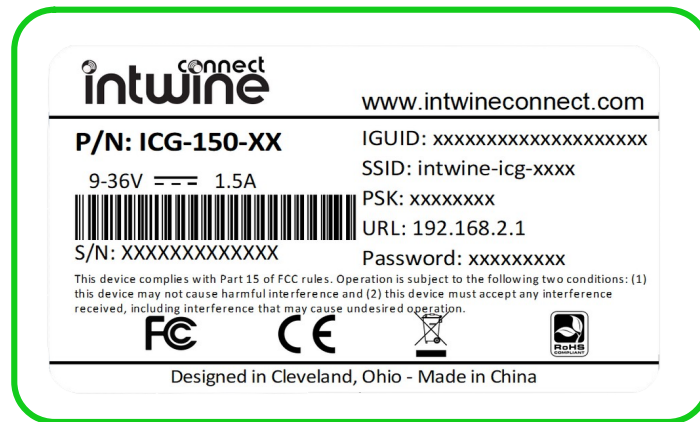 intwine connect
www.intwineconnect.com
P/N: ICG-150-XX
9-36V 1.5A
S/N: XXXXXXXXXXXXX
IGUID: xxxxxxxxxxxxxxxxxxxx
SSID: intwine-icg-xxxx
PSK: xxxxxxxx
URL: 192.168.2.1
Password: xxxxxxxxx
This device complies with Part 15 of FCC rules. Operation is subject to the following two conditions: (1)
this device may not cause harmful interference and (2) this device must accept any interference
received, including interference that may cause undesired operation.
FC CE RoHS COMPLIANT
Designed in Cleveland, Ohio - Made in China